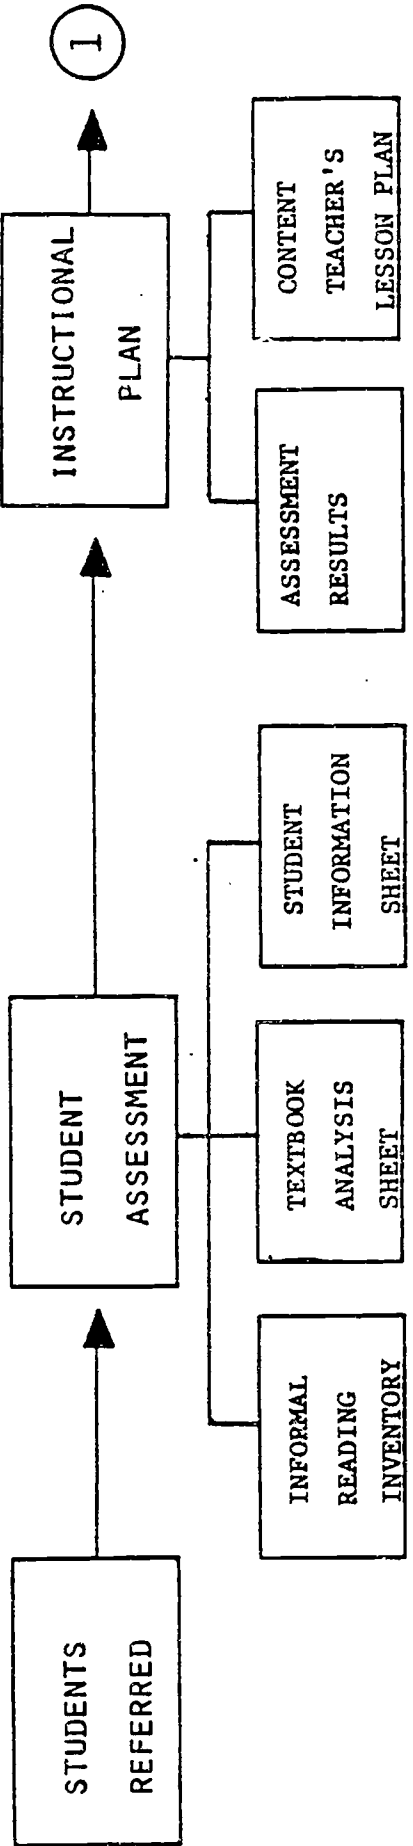 STUDENTS
REFERRED
STUDENT
ASSESSMENT
INSTRUCTIONAL
PLAN
1
INFORMAL
READING
INVENTORY
TEXTBOOK
ANALYSIS
SHEET
STUDENT
INFORMATION
SHEET
ASSESSMENT
RESULTS
CONTENT
TEACHER'S
LESSON PLAN